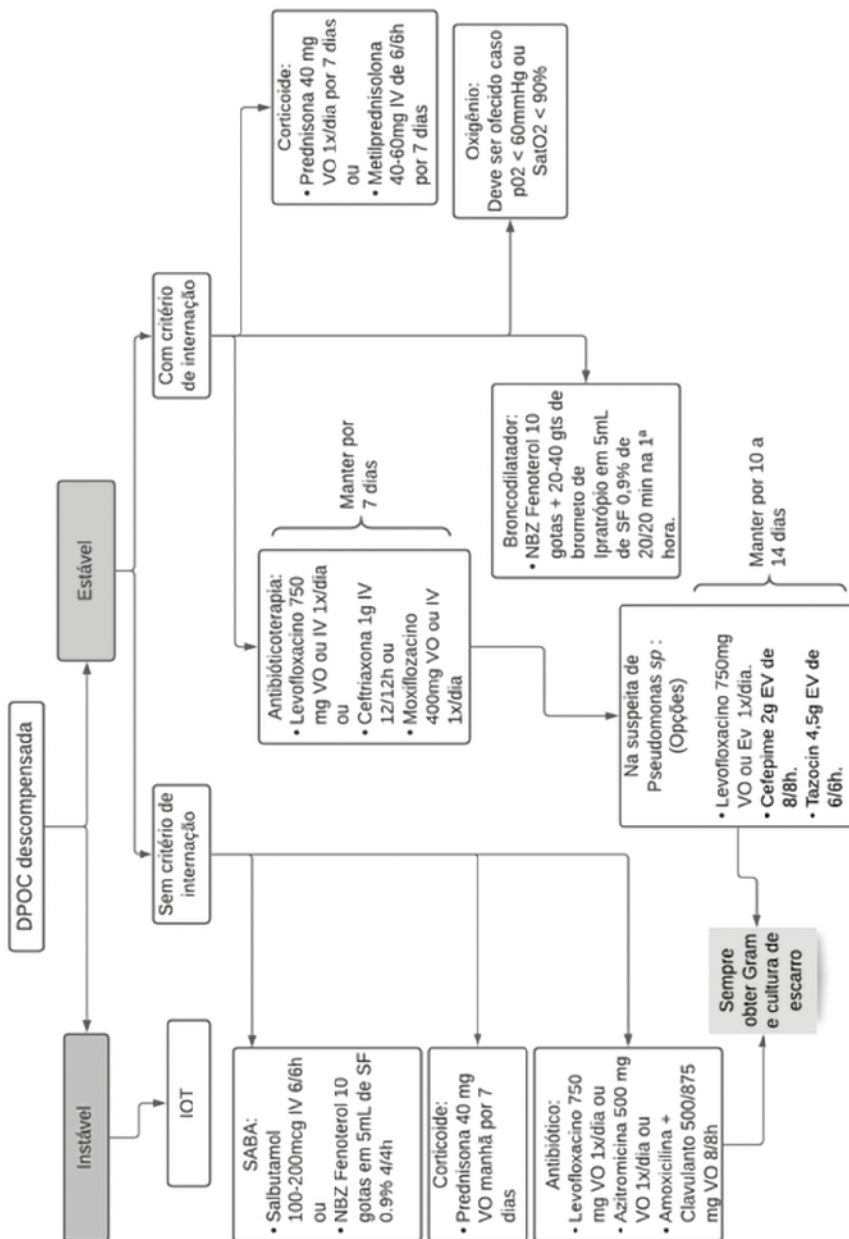 DPOC descompensada
Instável
Estável
IOT
Sem critério de
internação
Com critério
de internação
SABA:
• Salbutamol
100-200mcg IV 6/6h
ou
• NBZ Fenoterol 10
gotas em 5mL de SF
0.9% 4/4h
Corticoide:
• Prednisona 40 mg
VO manhã por 7
dias
Antibiótico:
• Levofloxacino 750
mg VO 1x/dia ou
• Azitromicina 500 mg
VO 1x/dia ou
• Amoxicilina +
Clavulanto 500/875
mg VO 8/8h
Sempre
obter Gram
e cultura de
escarro
Antibióticoterapia:
• Levofloxacino 750
mg VO ou IV 1x/dia
ou
• Ceftriaxona 1g IV
12/12h ou
• Moxiflozacino
400mg VO ou IV
1x/dia
Manter por
7 dias
Na suspeita de
Pseudomonas sp :
(Opções)
• Levofloxacino 750mg
VO ou Ev 1x/dia.
• Cefepime 2g EV de
8/8h.
• Tazocin 4,5g EV de
6/6h.
Manter por 10 a
14 dias
Broncodilatador:
• NBZ Fenoterol 10
gotas + 20-40 gts de
brometo de
Ipratrópio em 5mL
de SF 0,9% de
20/20 min na 1ª
hora.
Corticoide:
• Prednisona 40 mg
VO 1x/dia por 7 dias
ou
• Metilprednisolona
40-60mg IV de 6/6h
por 7 dias
Oxigênio:
Deve ser ofecido caso
p02 < 60mmHg ou
SatO2 < 90%